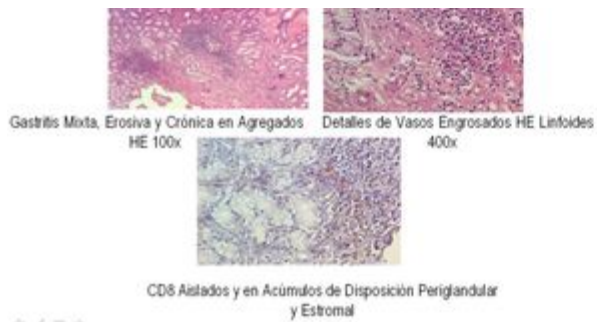 Gastritis Mixta, Erosiva y Crónica en Agregados
HE 100x
Detalles de Vasos Engrosados HE Linfoides
400x
CD8 Aislados y en Acúmulos de Disposición Periglandular
y Estromal